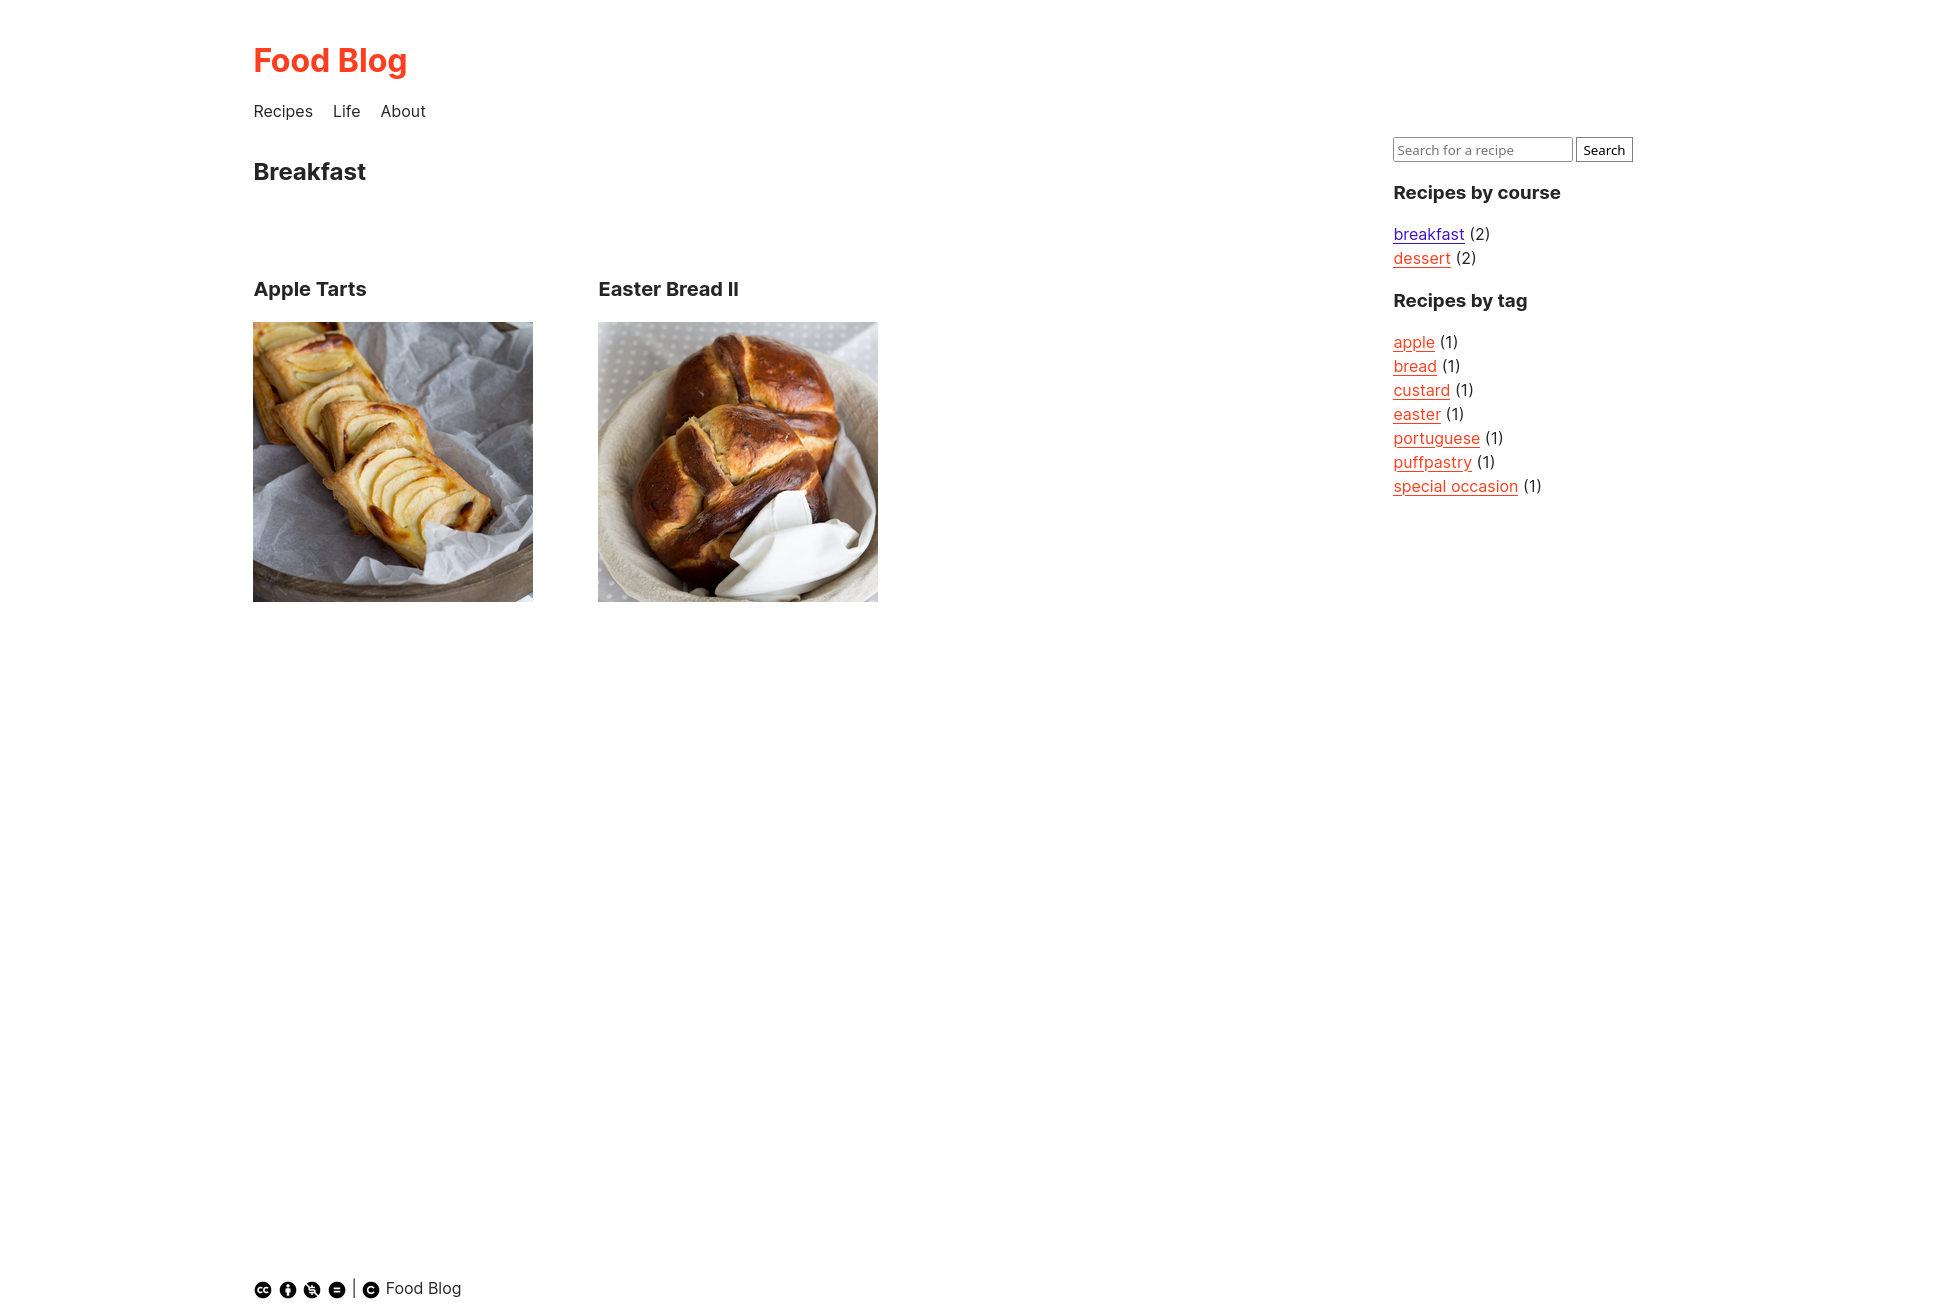 Food Blog
Recipes Life About
Breakfast
Apple Tarts
Easter Bread II
Search for a recipe Search
Recipes by course
breakfast (2)
dessert (2)
Recipes by tag
apple (1)
bread (1)
custard (1)
easter (1)
portuguese (1)
puffpastry (1)
special occasion (1)
| Food Blog